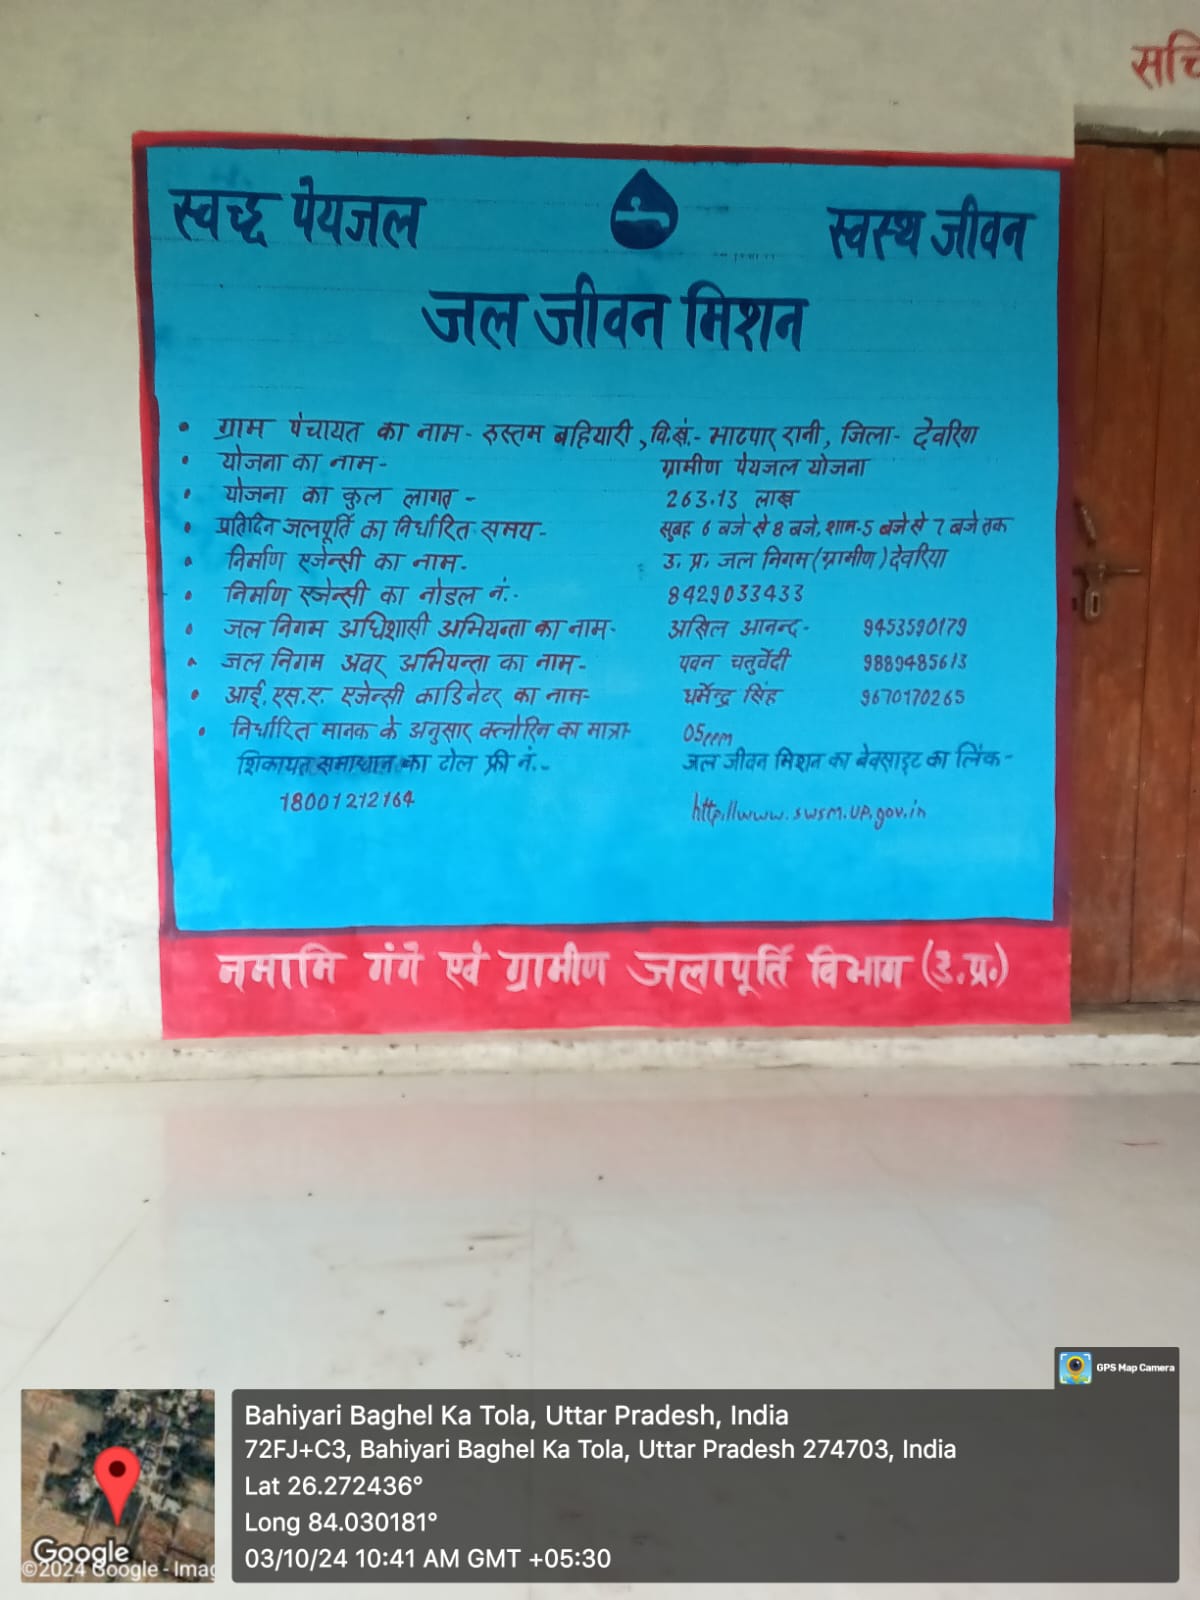 सचि
स्वच्छ पेयजल
स्वस्थ जीवन
जल जीवन मिशन
• ग्राम पंचायत का नाम- रुस्तम बहियारी, वि.खं.- भाटपार रानी, जिला- देवरिया
• योजना का नाम- ग्रामीण पेयजल योजना
• योजना का कुल लागत - 263.13 लाख
• प्रतिदिन जलपूर्ति का निर्धारित समय- सुबह 6 बजे से 8 बजे, शाम-5 बजे से 7 बजे तक
• निर्माण एजेन्सी का नाम- उ. प्र. जल निगम (ग्रामीण) देवरिया
• निर्माण एजेन्सी का नोडल नं.- 8429033433
• जल निगम अधिशासी अभियन्ता का नाम- अखिल आनन्द- 9453590179
• जल निगम अवर अभियन्ता का नाम- पवन चतुर्वेदी 9889485613
• आई.एस.ए. एजेन्सी काडिनेटर का नाम- धर्मेन्द्र सिंह 9670170265
• निर्धारित मानक के अनुसार क्लोरिन का मात्रा- 05ppm
शिकायत समाधान का टोल फ्री नं.- जल जीवन मिशन का वेबसाइट का लिंक-
18001212164 http://www.swsm.up.gov.in
नमामि गंगे एवं ग्रामीण जलापूर्ति विभाग (उ.प्र.)
GPS Map Camera
Bahiyari Baghel Ka Tola, Uttar Pradesh, India
72FJ+C3, Bahiyari Baghel Ka Tola, Uttar Pradesh 274703, India
Lat 26.272436°
Long 84.030181°
03/10/24 10:41 AM GMT +05:30
Google
©2024 Google - Imag